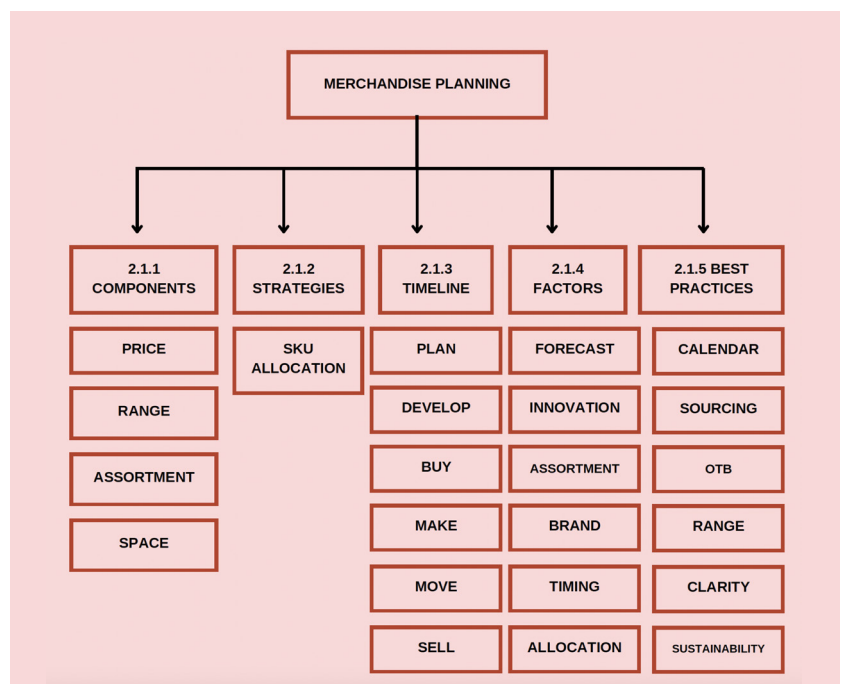 MERCHANDISE PLANNING
2.1.1
COMPONENTS
PRICE
RANGE
ASSORTMENT
SPACE
2.1.2
STRATEGIES
SKU
ALLOCATION
2.1.3
TIMELINE
PLAN
DEVELOP
BUY
MAKE
MOVE
SELL
2.1.4
FACTORS
FORECAST
INNOVATION
ASSORTMENT
BRAND
TIMING
ALLOCATION
2.1.5 BEST
PRACTICES
CALENDAR
SOURCING
OTB
RANGE
CLARITY
SUSTAINABILITY